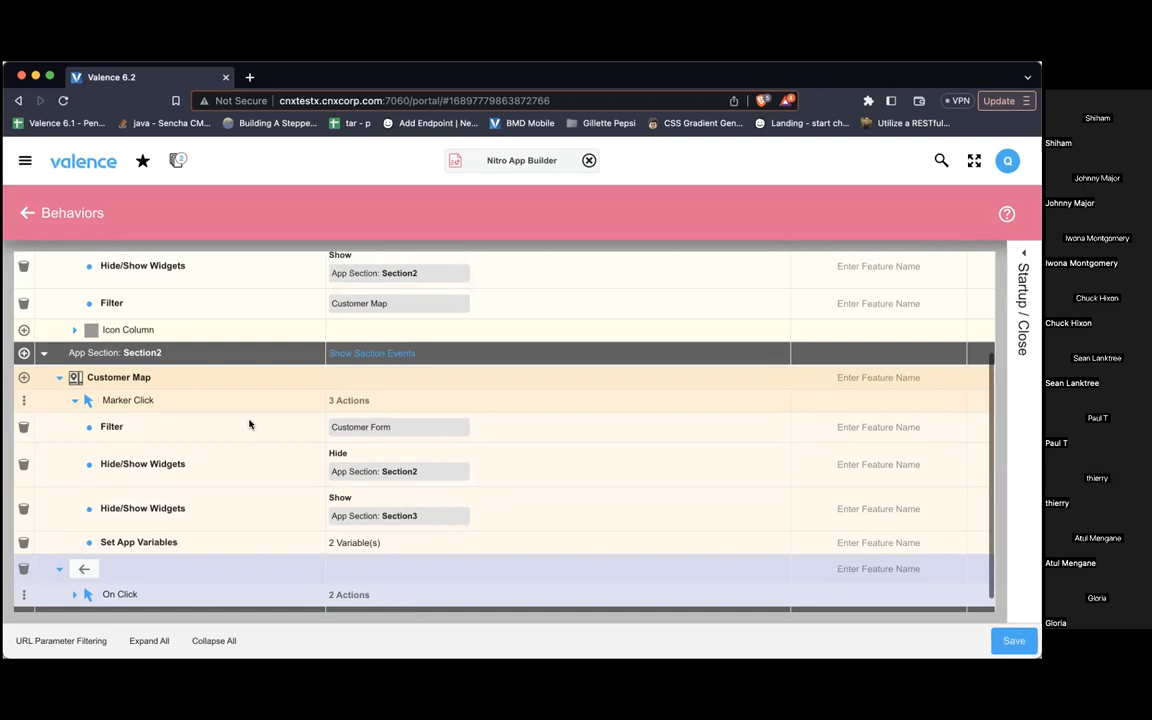 Valence 6.2
Not Secure cnxtestx.cnxcorp.com:7060/portal/#16897779863872766
VPN
Update
Valence 6.1 - Pen...
java - Sencha CM...
Building A Steppe...
tar - p
Add Endpoint | Ne...
BMD Mobile
Gillette Pepsi
CSS Gradient Gen...
Landing - start ch...
Utilize a RESTful...
valence
2
Nitro App Builder
Q
Behaviors
Startup / Close
Show
Hide/Show Widgets
App Section: Section2
Enter Feature Name
Filter
Customer Map
Enter Feature Name
Icon Column
App Section: Section2
Show Section Events
Customer Map
Enter Feature Name
Marker Click
3 Actions
Filter
Customer Form
Enter Feature Name
Hide
Hide/Show Widgets
App Section: Section2
Enter Feature Name
Show
Hide/Show Widgets
App Section: Section3
Enter Feature Name
Set App Variables
2 Variable(s)
Enter Feature Name
Enter Feature Name
On Click
2 Actions
URL Parameter Filtering
Expand All
Collapse All
Save
Shiham
Shiham
Johnny Major
Johnny Major
Iwona Montgomery
Iwona Montgomery
Chuck Hixon
Chuck Hixon
Sean Lanktree
Sean Lanktree
Paul T
Paul T
thierry
thierry
Atul Mengane
Atul Mengane
Gloria
Gloria